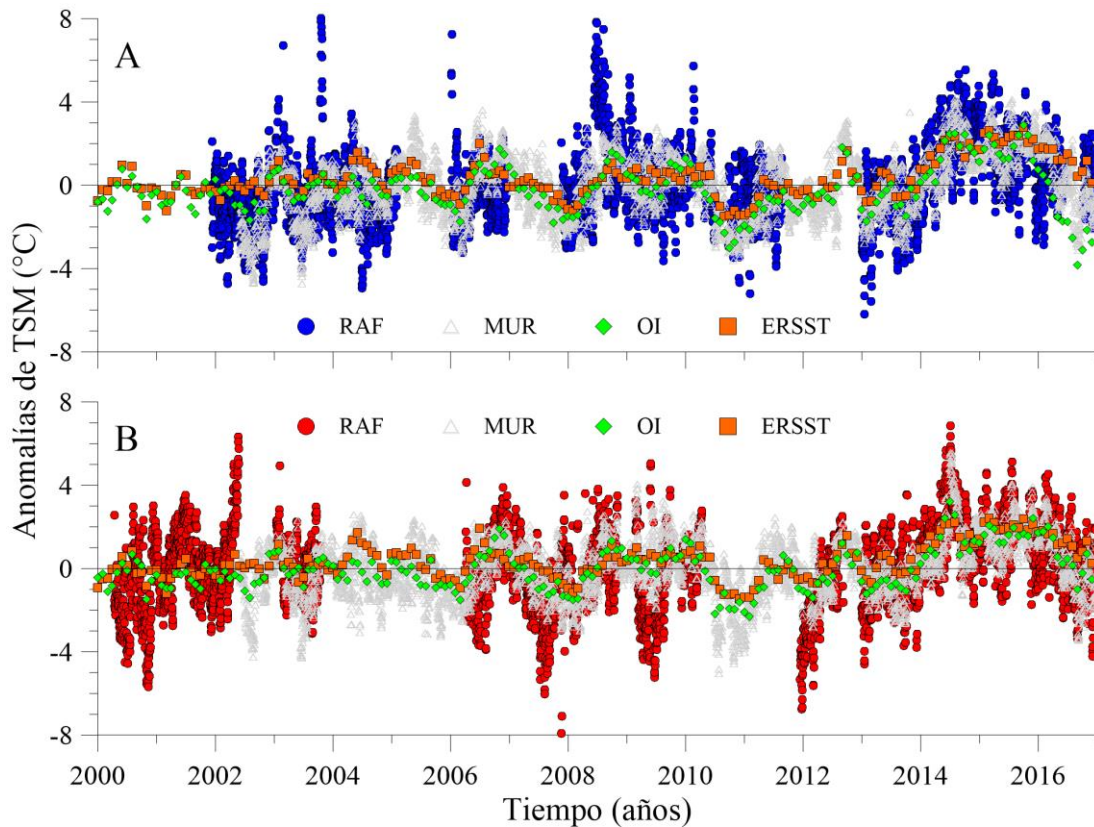 Anomalías de TSM (°C)
A
8
4
0
-4
-8
RAF MUR OI ERSST
B
8
4
0
-4
-8
RAF MUR OI ERSST
2000 2002 2004 2006 2008 2010 2012 2014 2016
Tiempo (años)